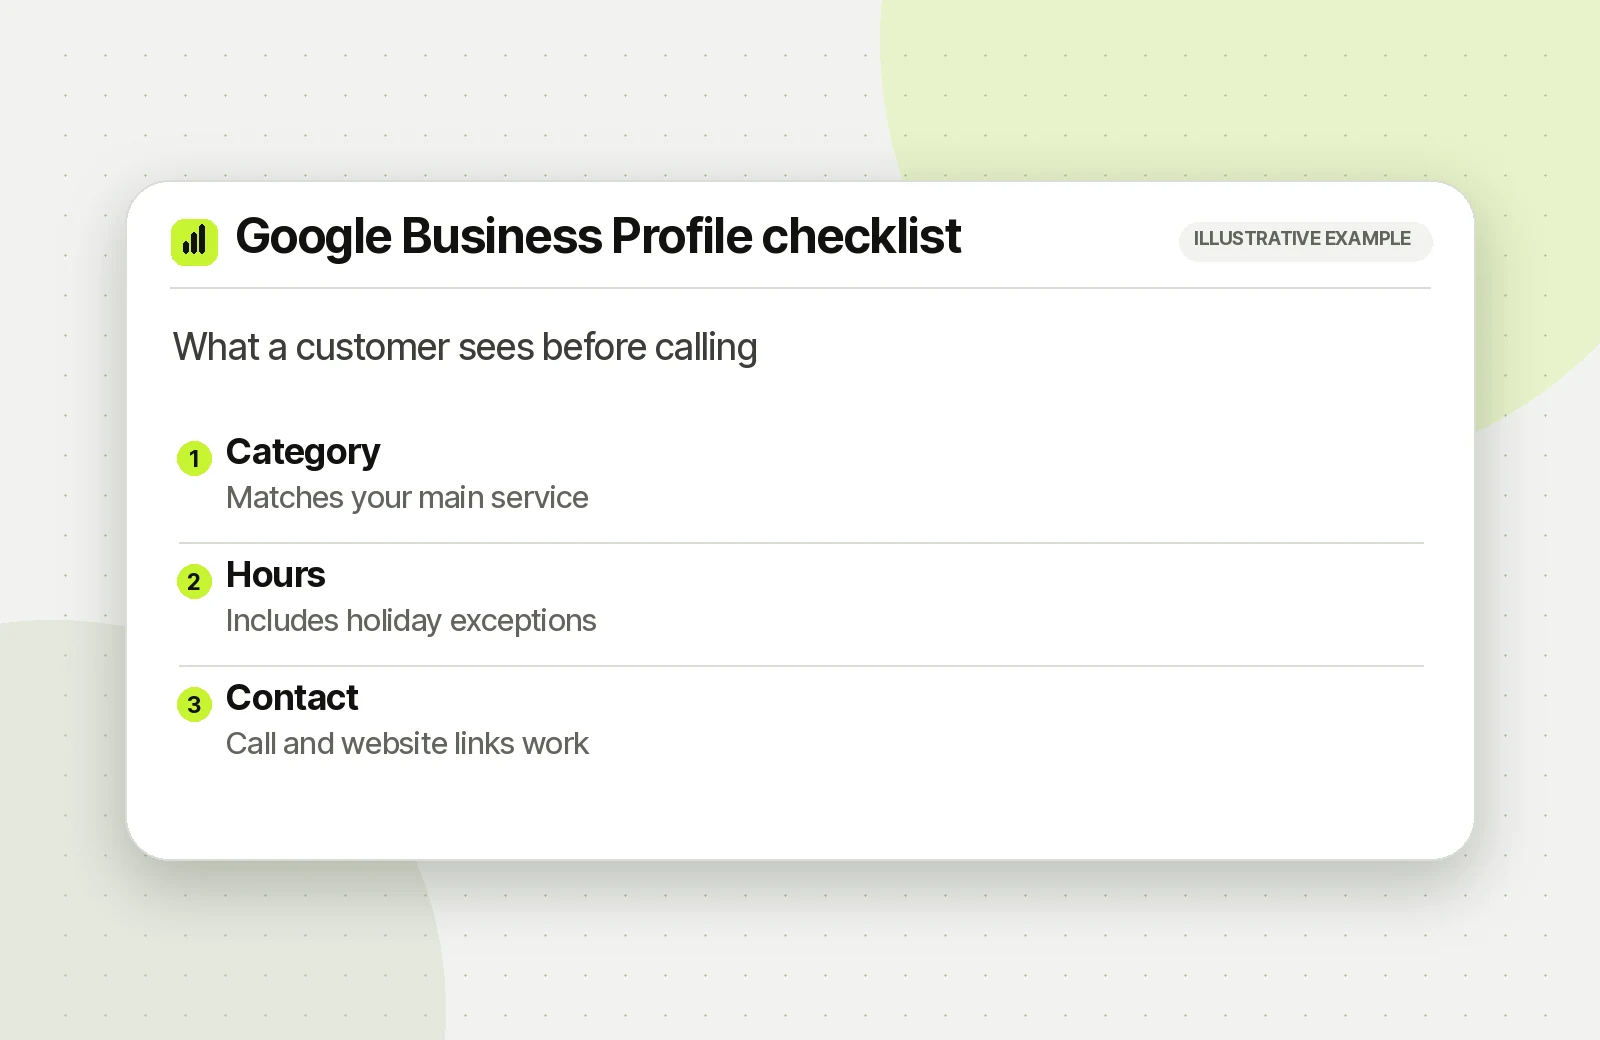 Google Business Profile checklist
ILLUSTRATIVE EXAMPLE
What a customer sees before calling
1 Category
Matches your main service
2 Hours
Includes holiday exceptions
3 Contact
Call and website links work